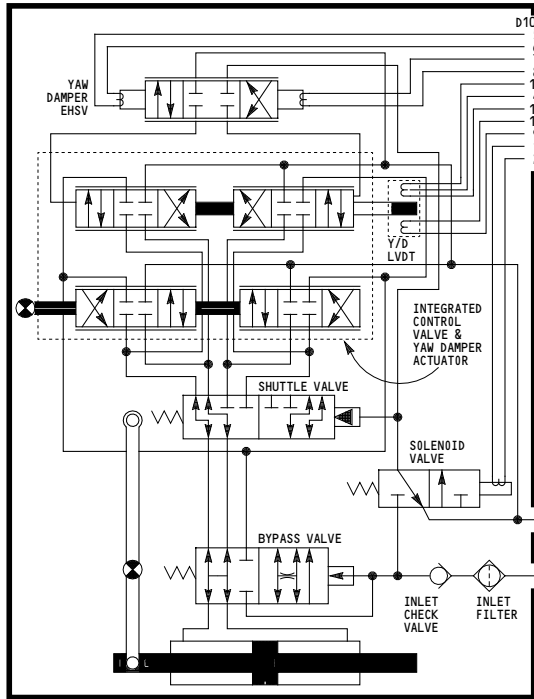 D10
YAW
DAMPER
EHSV
Y/D
LVDT
INTEGRATED
CONTROL
VALVE &
YAW DAMPER
ACTUATOR
SHUTTLE VALVE
SOLENOID
VALVE
BYPASS VALVE
INLET
CHECK
VALVE
INLET
FILTER